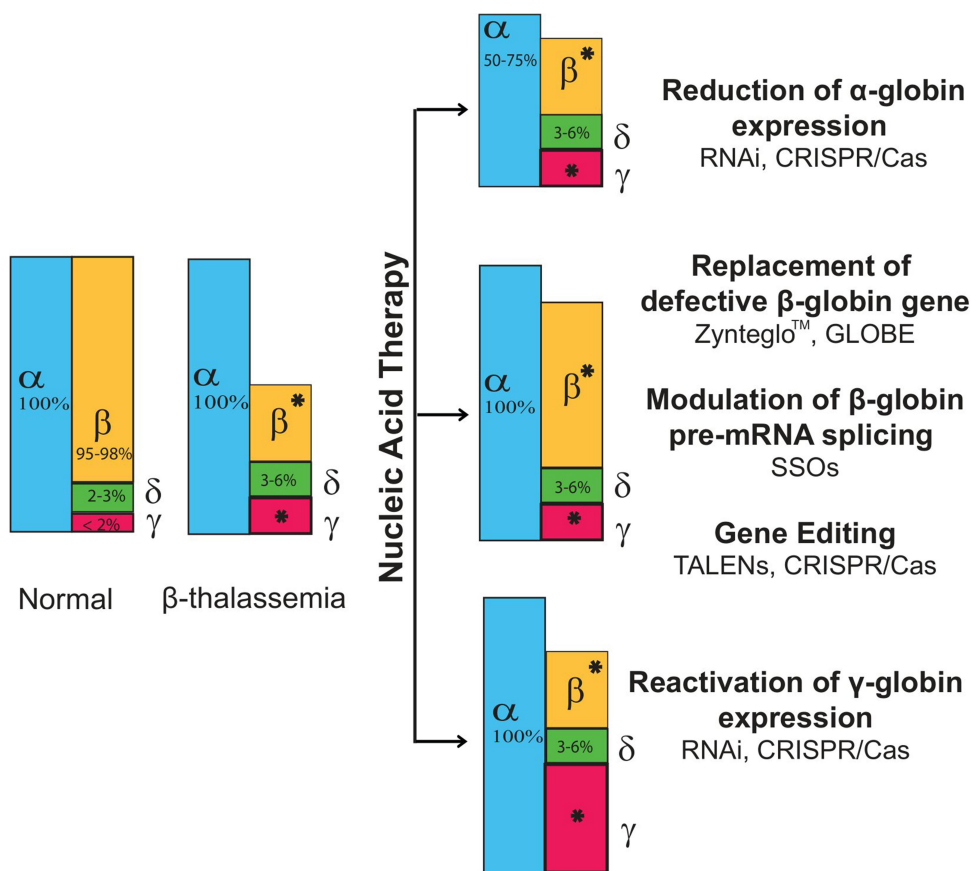 α
100%
β
95-98%
2-3%
δ
< 2%
γ
Normal
α
100%
β*
3-6%
δ
*
γ
β-thalassemia
Nucleic Acid Therapy
α
50-75%
β*
3-6%
δ
*
γ
Reduction of α-globin
expression
RNAi, CRISPR/Cas
α
100%
β*
3-6%
δ
*
γ
Replacement of
defective β-globin gene
Zynteglo™, GLOBE
Modulation of β-globin
pre-mRNA splicing
SSOs
Gene Editing
TALENs, CRISPR/Cas
α
100%
β*
3-6%
δ
*
γ
Reactivation of γ-globin
expression
RNAi, CRISPR/Cas